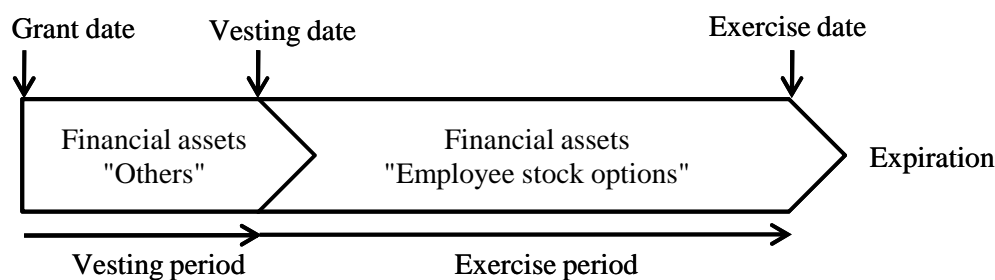 Grant date
Vesting date
Exercise date
Financial assets
"Others"
Financial assets
"Employee stock options"
Expiration
Vesting period
Exercise period